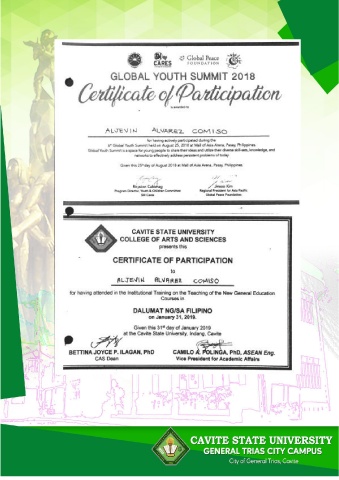 CARES
Global Peace
FOUNDATION
GLOBAL YOUTH SUMMIT 2018
Certificate of Participation
is awarded to
ALJEVIN ALVAREZ COMISO
for having actively participated during the
6th Global Youth Summit held on August 25, 2018 at Mall of Asia Arena, Pasay, Philippines.
Global Youth Summit is a space for young people to share their ideas and utilize their diverse skill-sets, knowledge, and
networks to effectively address persistent problems of today.
Given this 25th day of August 2018 at Mall of Asia Arena, Pasay City, Philippines
Program Director, Youth & Children Committee
SM Cares
Regional President for Asia Pacific
Global Peace Foundation
CAVITE STATE UNIVERSITY
COLLEGE OF ARTS AND SCIENCES
presents this
CERTIFICATE OF PARTICIPATION
to
ALJEVIN ALVAREZ COMISO
for having attended in the Institutional Training on the Teaching of the New General Education
Courses in
DALUMAT NG/SA FILIPINO
on January 31, 2019.
Given this 31st day of January 2019
at the Cavite State University, Indang, Cavite
BETTINA JOYCE P. ILAGAN, PhD
CAS Dean
CAMILO A. POLINGA, PhD, ASEAN Eng.
Vice President for Academic Affairs
CAVITE STATE UNIVERSITY
GENERAL TRIAS CITY CAMPUS
City of General Trias, Cavite